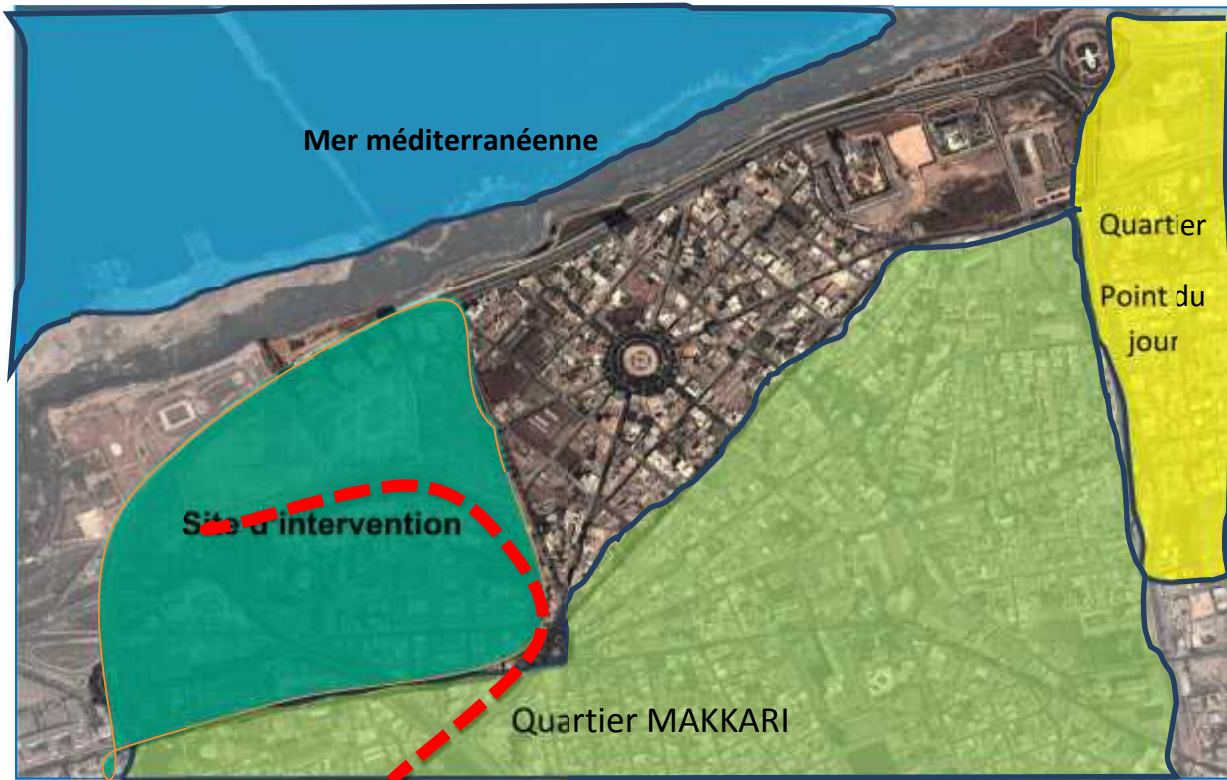 Mer méditerranéenne
Quartier
Point du
jour
Site d'intervention
Quartier MAKKARI